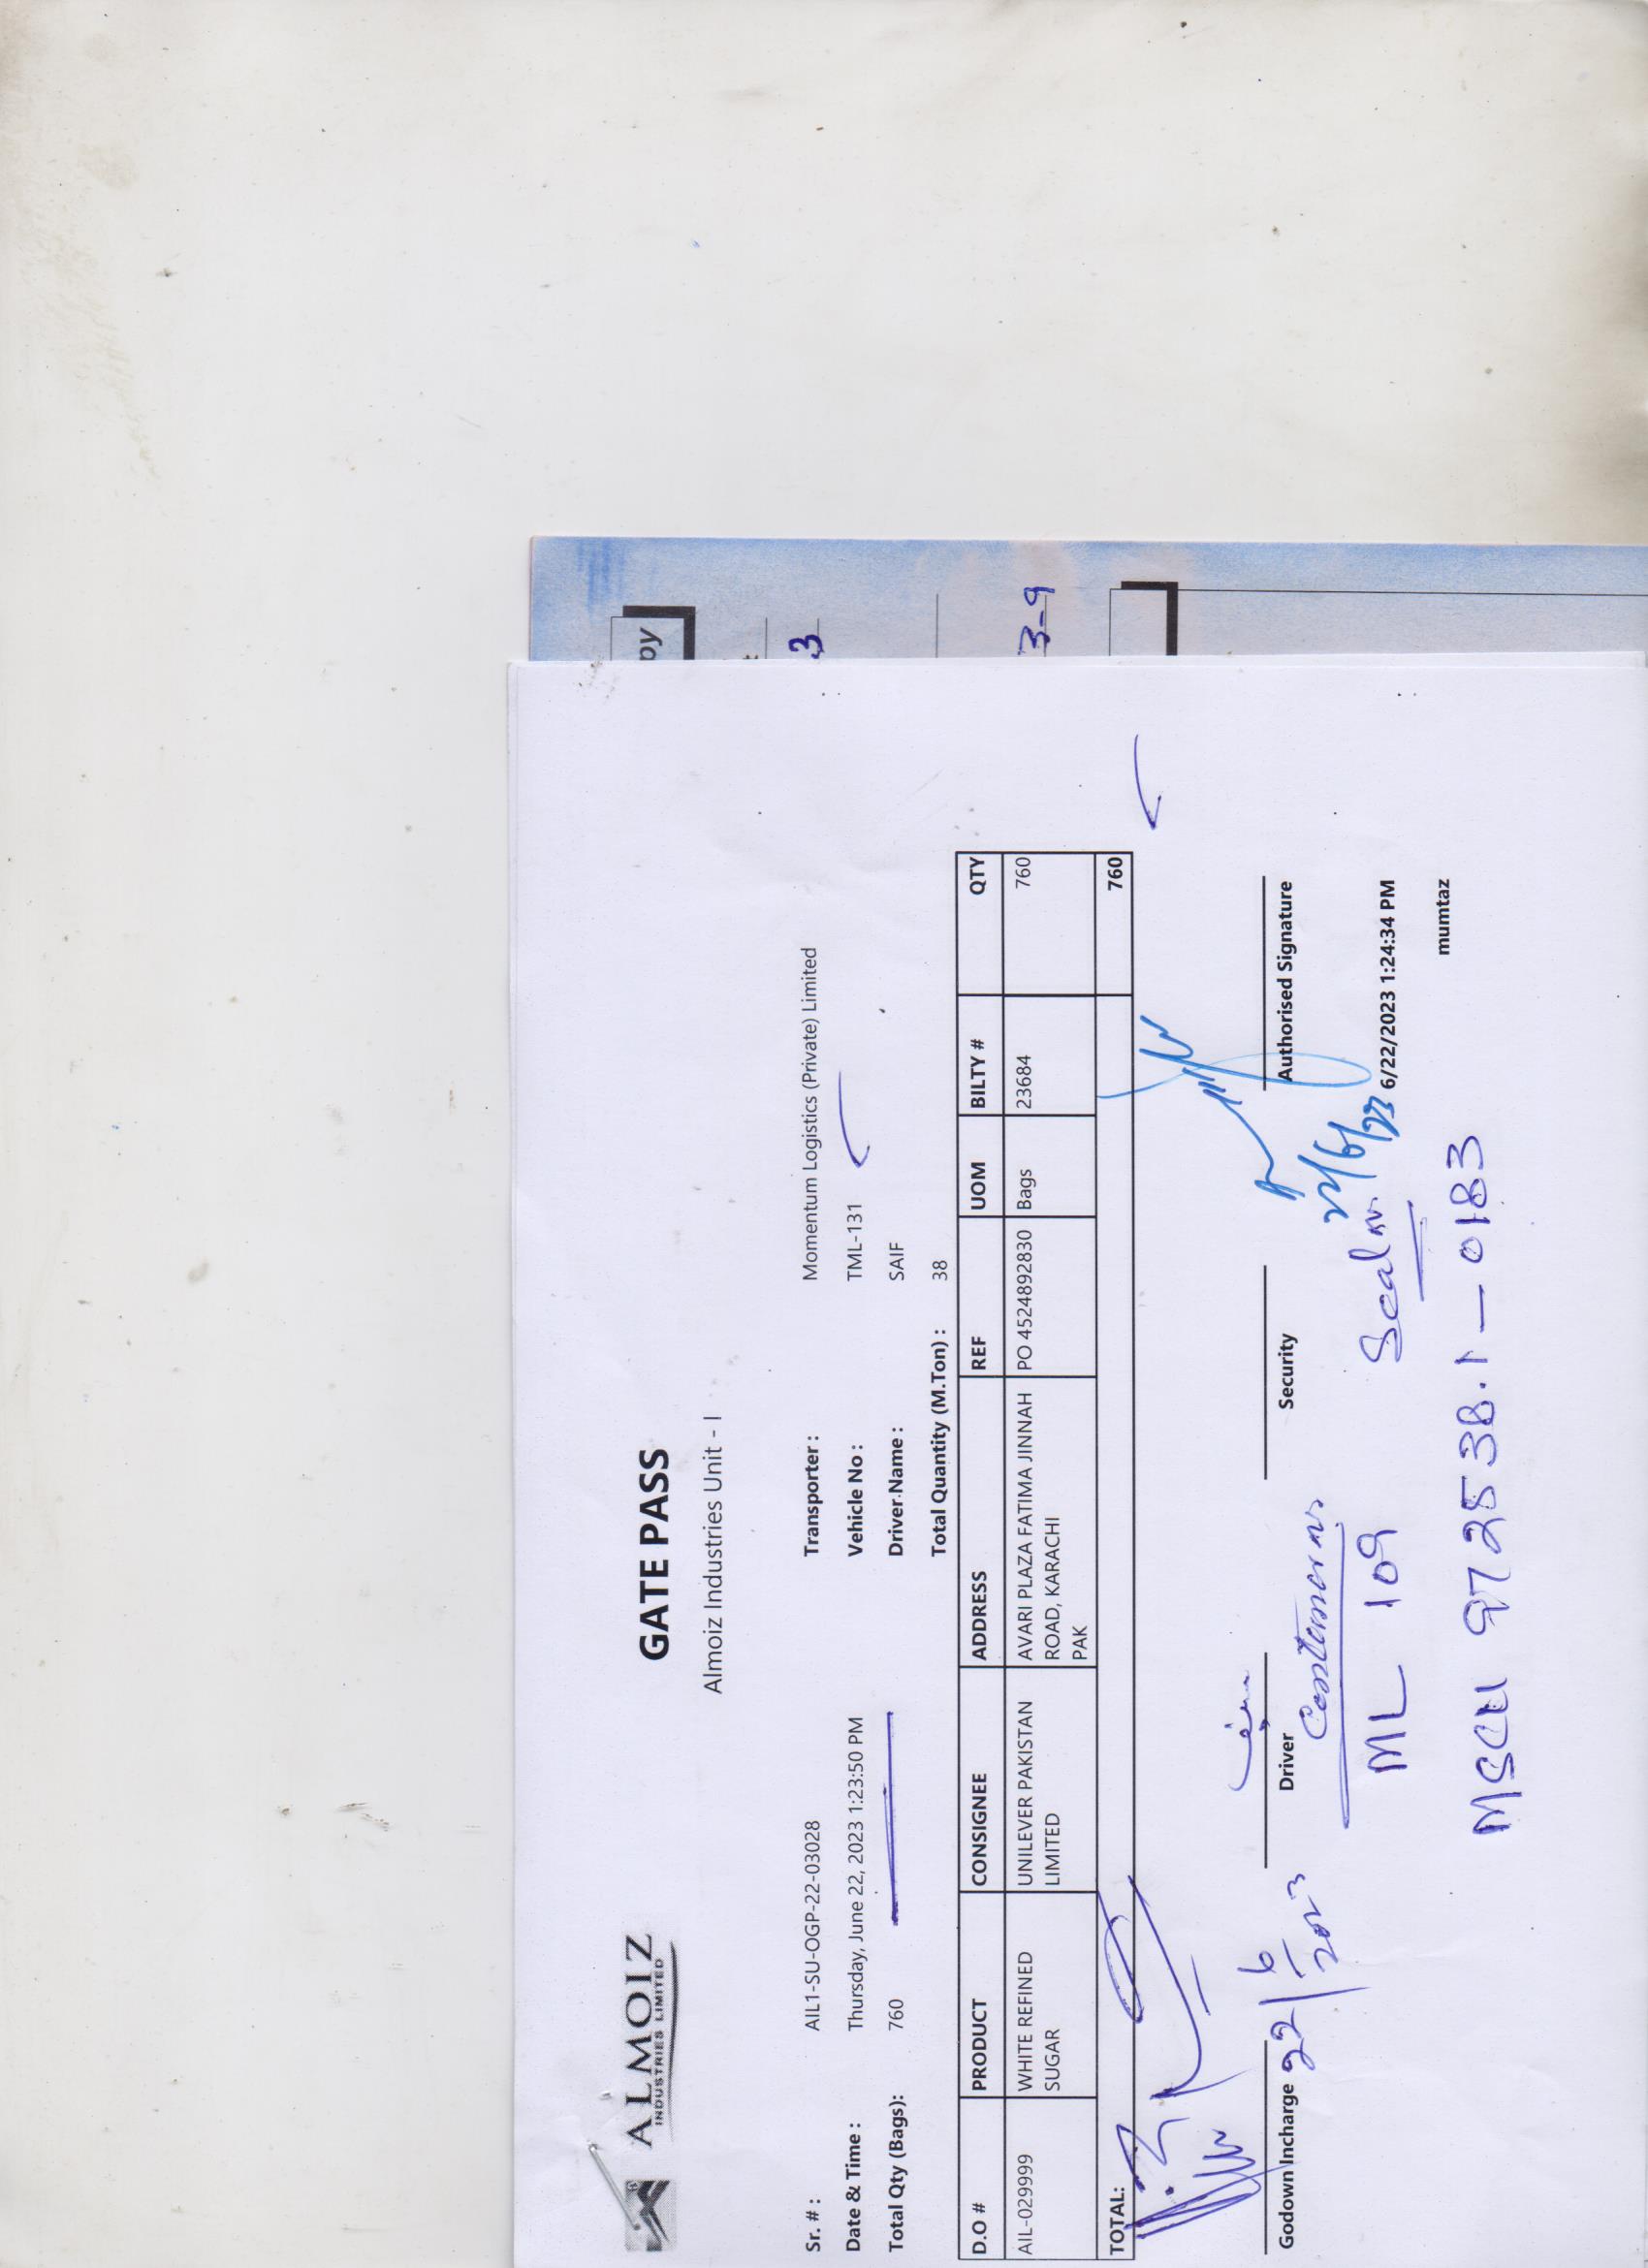 py
3
3-9
ALMOIZ
INDUSTRIES LIMITED
GATE PASS
Almoiz Industries Unit - I
Sr. # : AIL1-SU-OGP-22-03028 Transporter : Momentum Logistics (Private) Limited
Date & Time : Thursday, June 22, 2023 1:23:50 PM Vehicle No : TML-131
Total Qty (Bags): 760 Driver Name : SAIF
Total Quantity (M.Ton) : 38
D.O # PRODUCT CONSIGNEE ADDRESS REF UOM BILTY # QTY
AIL-029999 WHITE REFINED SUGAR UNILEVER PAKISTAN LIMITED AVARI PLAZA FATIMA JINNAH ROAD, KARACHI PAK PO 4524892830 Bags 23684 760
TOTAL: 760
Godown Incharge Driver Security Authorised Signature
22/6/2023
22/6/23
6/22/2023 1:24:34 PM
mumtaz
Seal no.
ML 109
MSCU 972538.1 — 0183